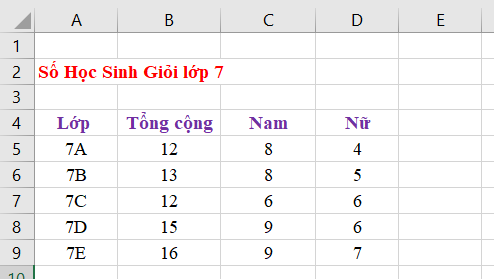 A B C D E
1
2 Số Học Sinh Giỏi lớp 7
3
4 Lớp Tổng cộng Nam Nữ
5 7A 12 8 4
6 7B 13 8 5
7 7C 12 6 6
8 7D 15 9 6
9 7E 16 9 7
10